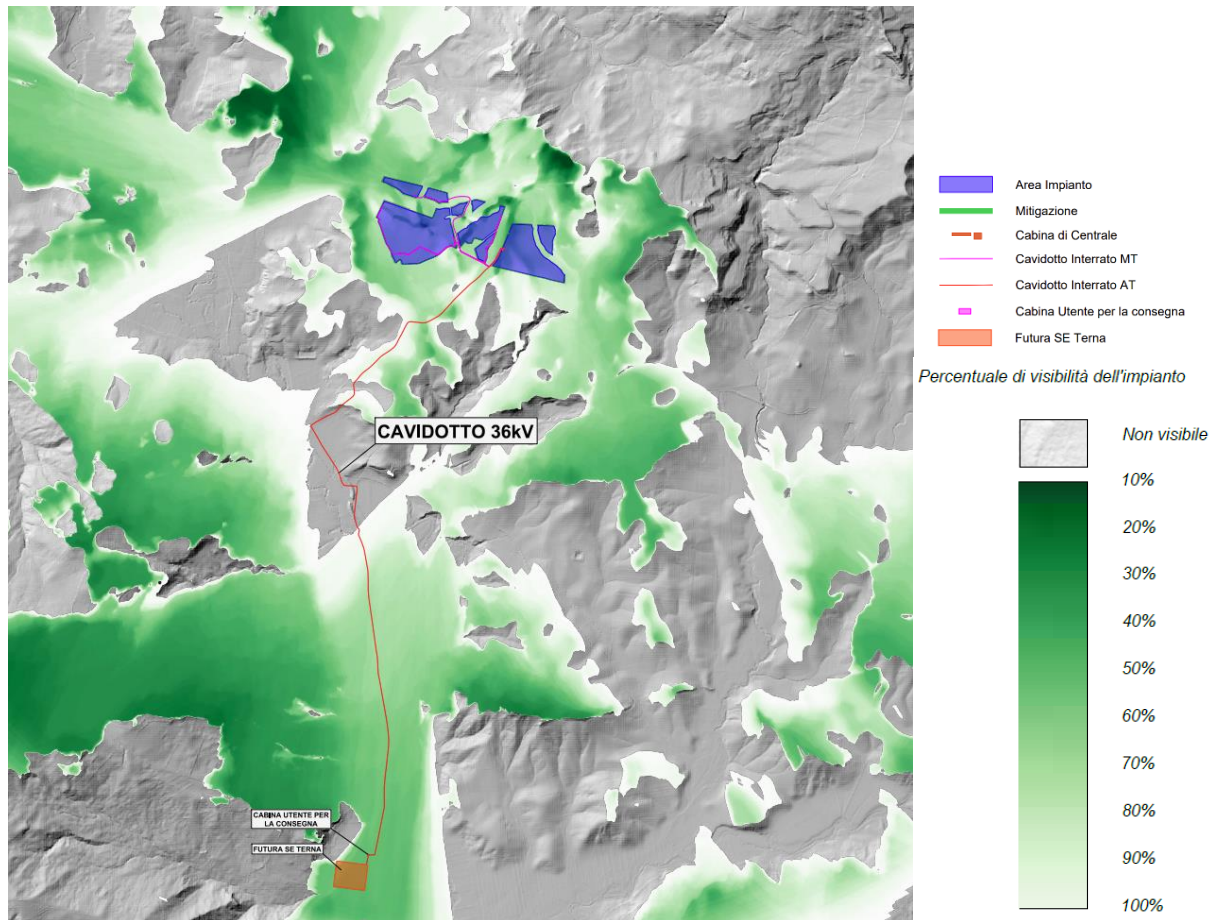 CAVIDOTTO 36kV
CABINA UTENTE PER
LA CONSEGNA
FUTURA SE TERNA
Area Impianto
Mitigazione
Cabina di Centrale
Cavidotto Interrato MT
Cavidotto Interrato AT
Cabina Utente per la consegna
Futura SE Terna
Percentuale di visibilità dell'impianto
Non visibile
10%
20%
30%
40%
50%
60%
70%
80%
90%
100%